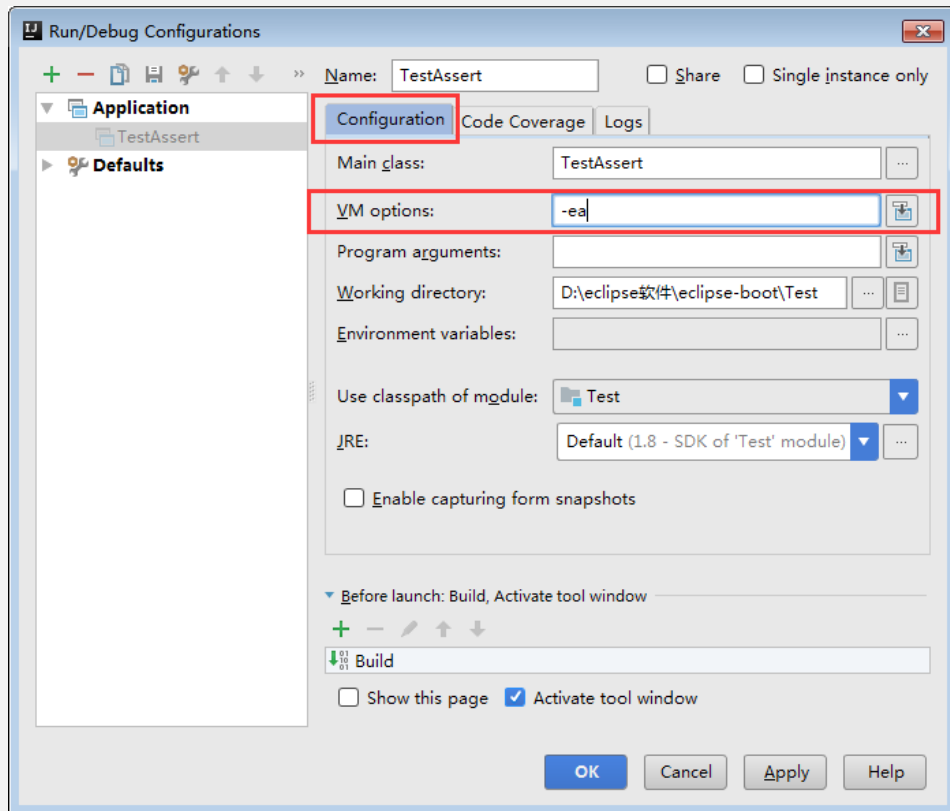 Run/Debug Configurations
Name: TestAssert Share Single instance only
Application
TestAssert
Defaults
Configuration Code Coverage Logs
Main class: TestAssert ...
VM options: -ea
Program arguments:
Working directory: D:\eclipse软件\eclipse-boot\Test ...
Environment variables: ...
Use classpath of module: Test
JRE: Default (1.8 - SDK of 'Test' module) ...
Enable capturing form snapshots
Before launch: Build, Activate tool window
Build
Show this page Activate tool window
OK Cancel Apply Help